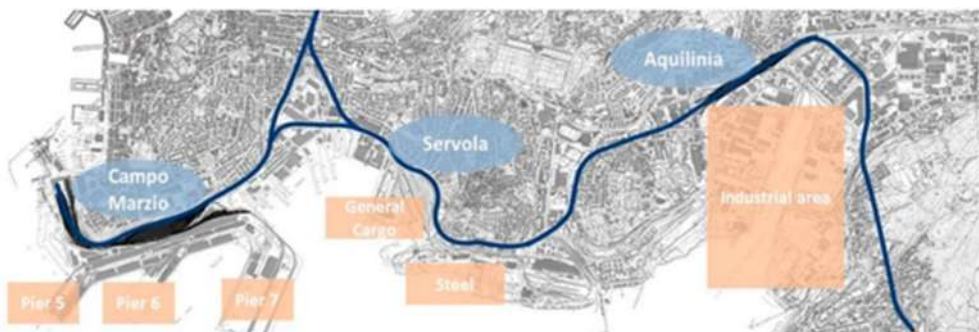 Aquilinia
Servola
Campo
Marzio
General
Cargo
Industrial area
Steel
Pier 5
Pier 6
Pier 7